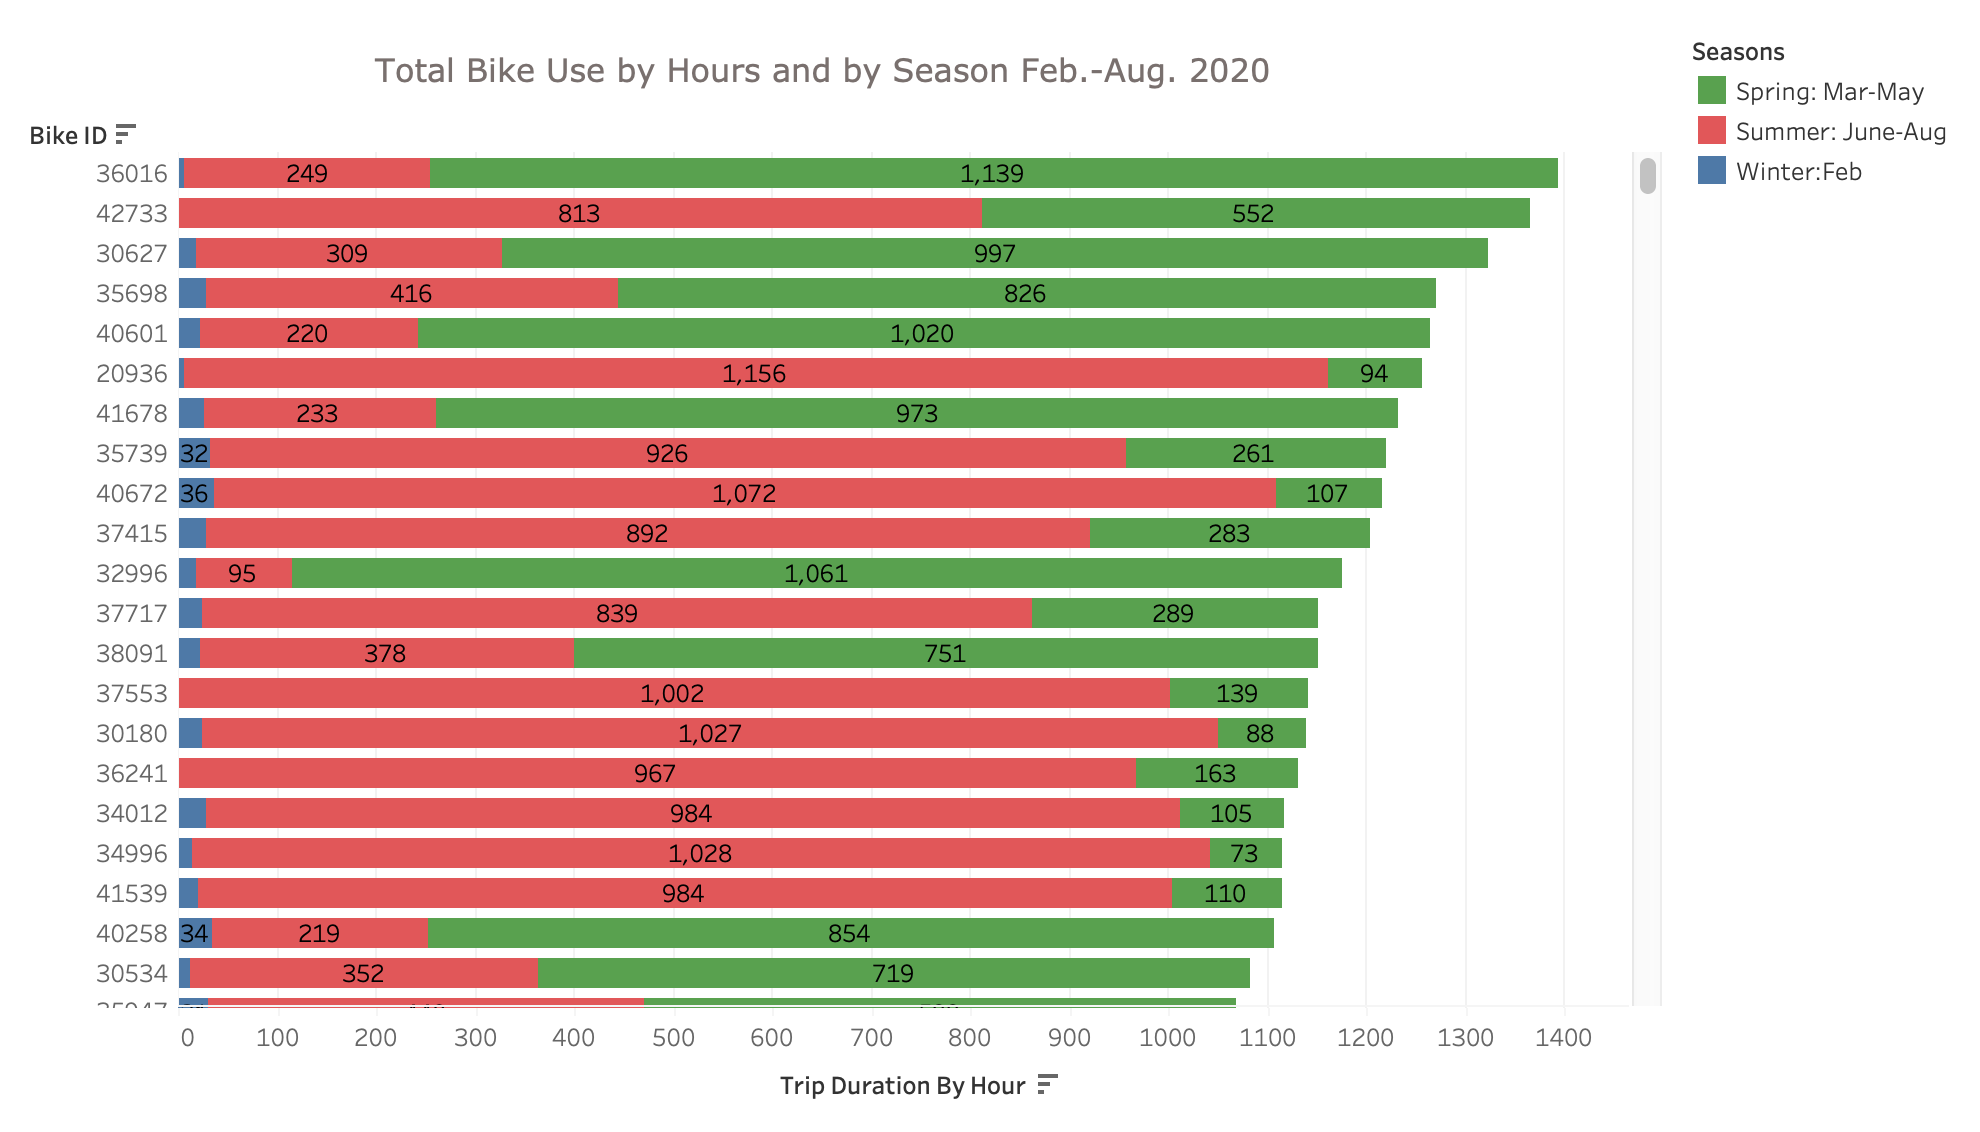 Total Bike Use by Hours and by Season Feb.-Aug. 2020
Seasons
Spring: Mar-May
Summer: June-Aug
Winter:Feb
Bike ID
36016 249 1,139
42733 813 552
30627 309 997
35698 416 826
40601 220 1,020
20936 1,156 94
41678 233 973
35739 32 926 261
40672 36 1,072 107
37415 892 283
32996 95 1,061
37717 839 289
38091 378 751
37553 1,002 139
30180 1,027 88
36241 967 163
34012 984 105
34996 1,028 73
41539 984 110
40258 34 219 854
30534 352 719
0 100 200 300 400 500 600 700 800 900 1000 1100 1200 1300 1400
Trip Duration By Hour